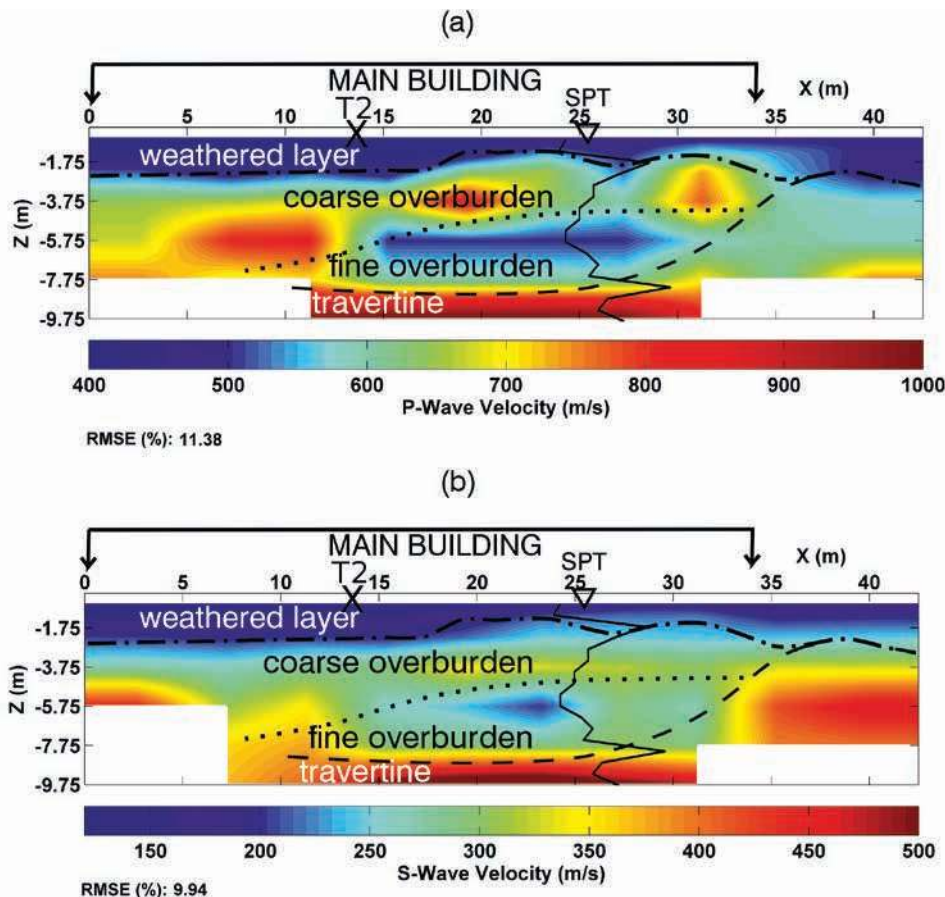 (a)
MAIN BUILDING
T2 SPT X (m)
0 5 10 15 20 25 30 35 40
weathered layer
coarse overburden
fine overburden
travertine
Z (m)
-1.75
-3.75
-5.75
-7.75
-9.75
400 500 600 700 800 900 1000
P-Wave Velocity (m/s)
RMSE (%): 11.38
(b)
MAIN BUILDING
T2 SPT X (m)
0 5 10 15 20 25 30 35 40
weathered layer
coarse overburden
fine overburden
travertine
Z (m)
-1.75
-3.75
-5.75
-7.75
-9.75
150 200 250 300 350 400 450 500
S-Wave Velocity (m/s)
RMSE (%): 9.94